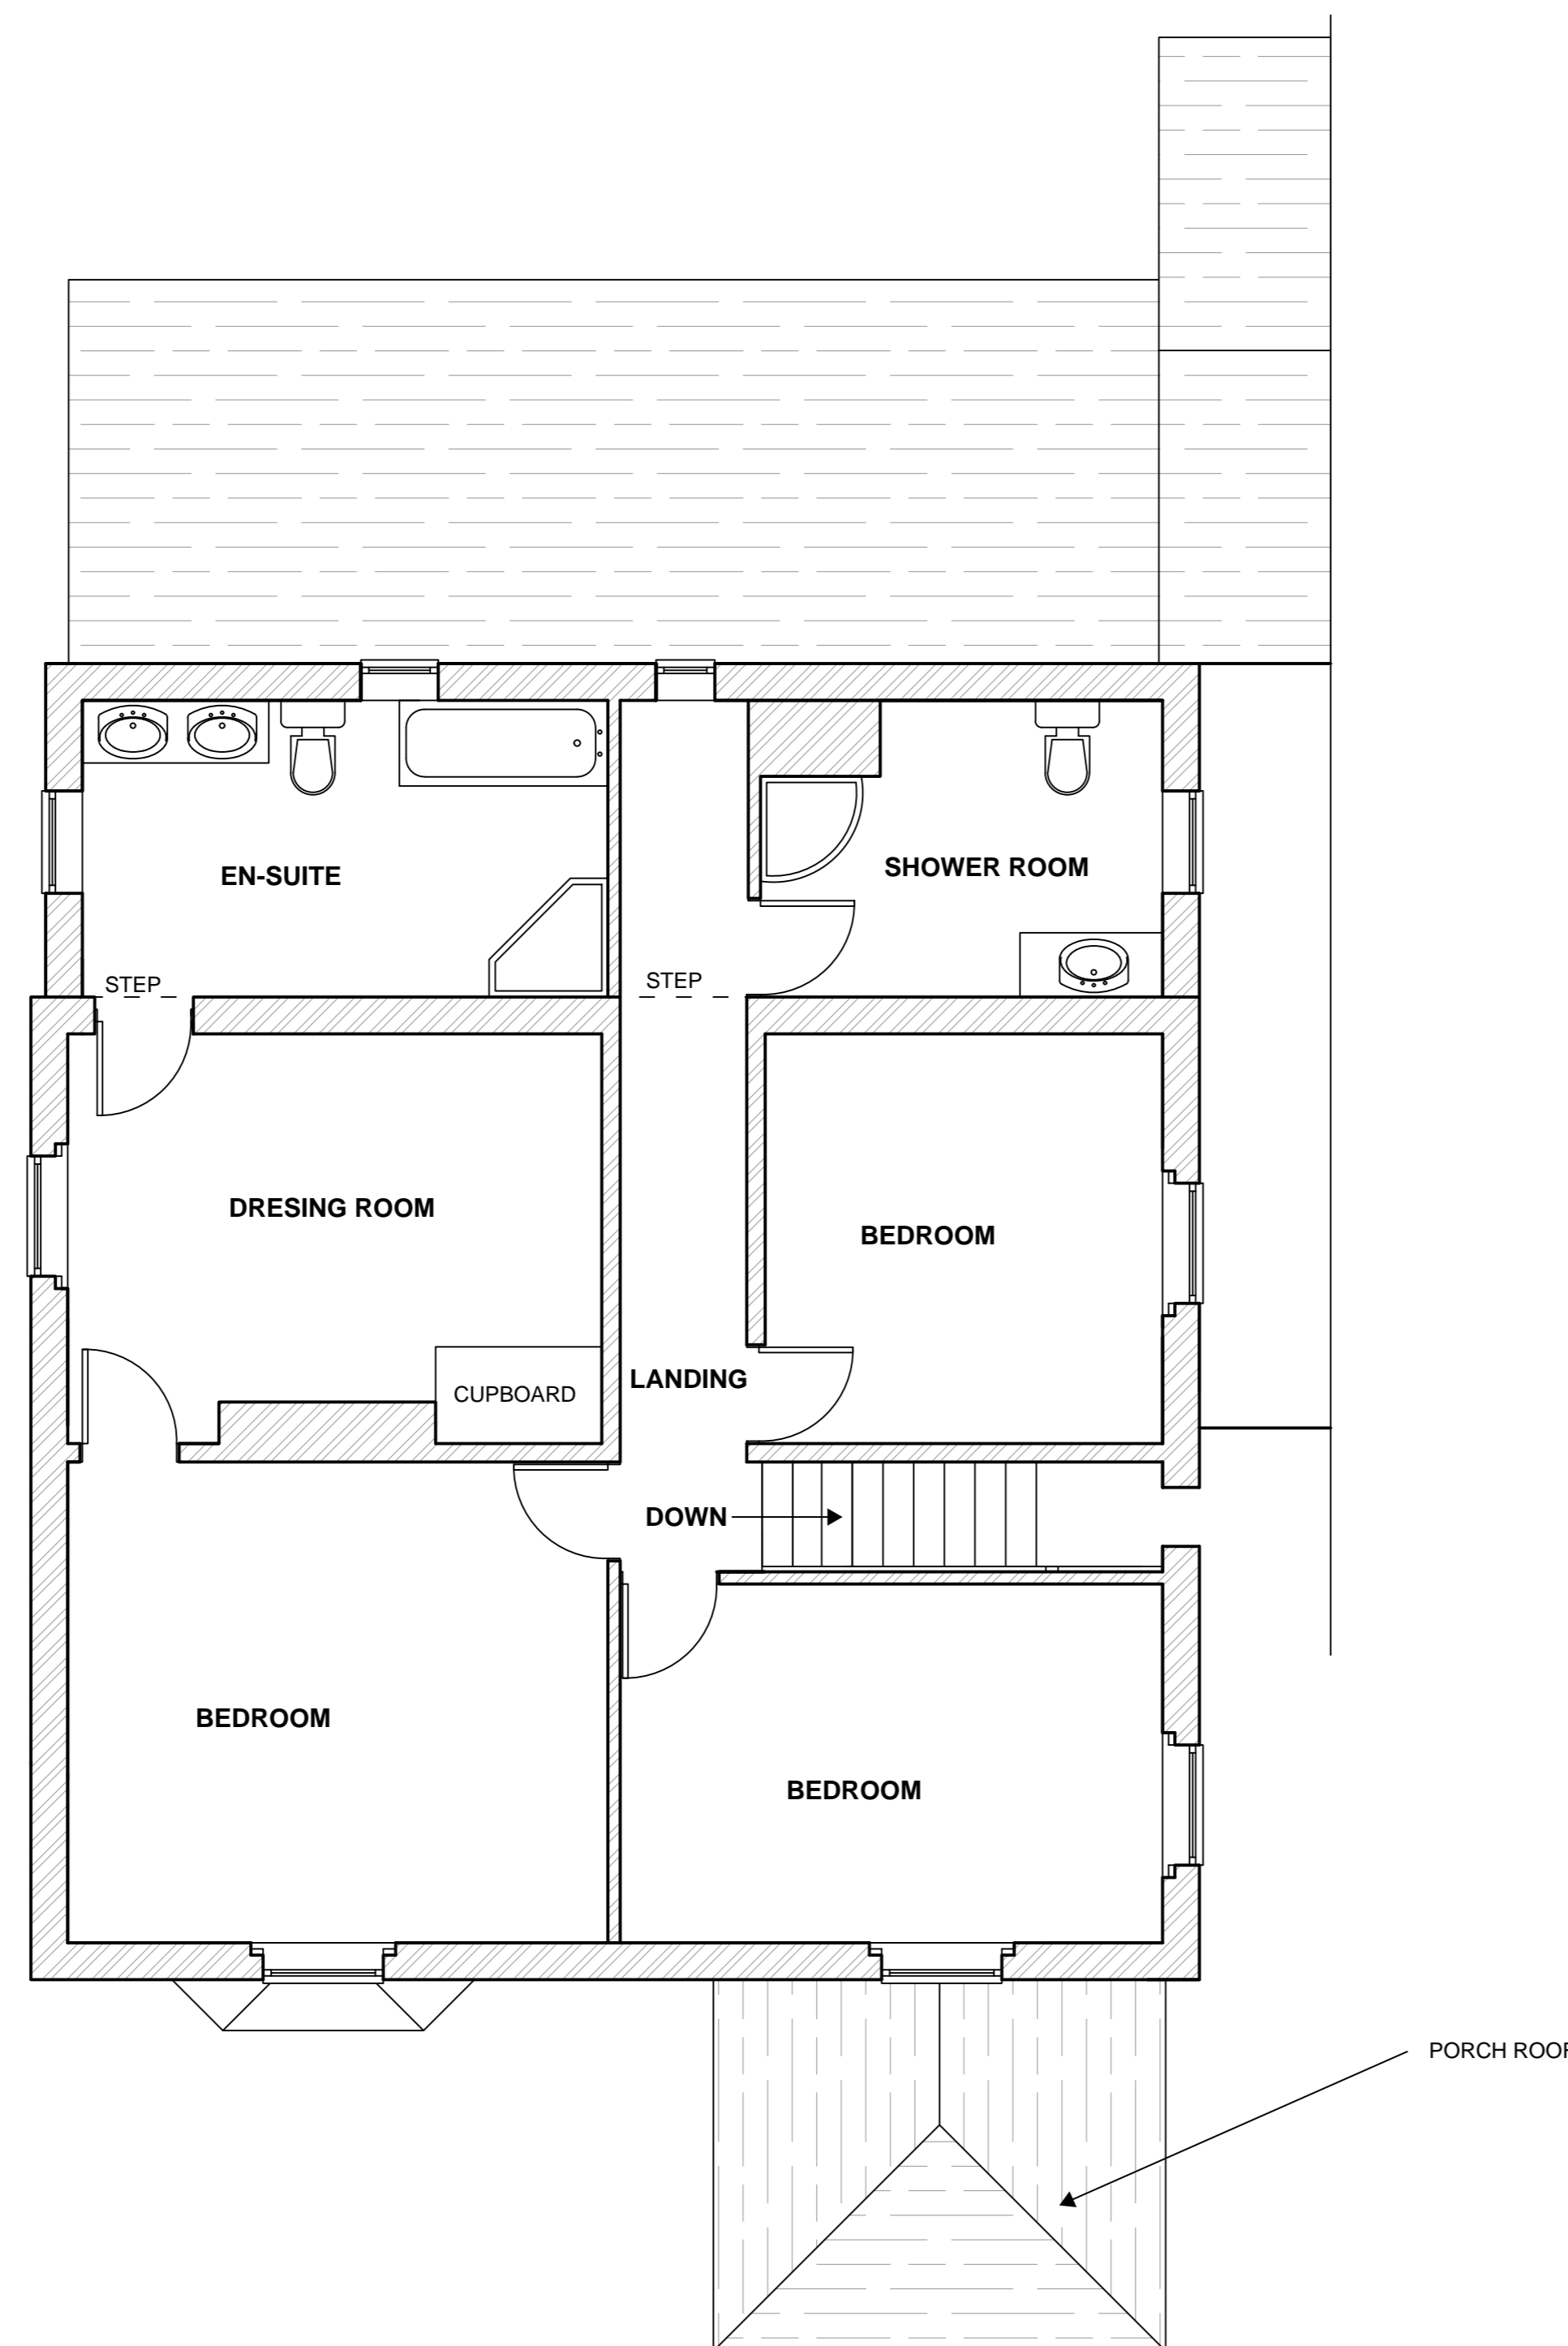 EN-SUITE
SHOWER ROOM
STEP
STEP
DRESING ROOM
BEDROOM
LANDING
CUPBOARD
DOWN
BEDROOM
BEDROOM
PORCH ROOF